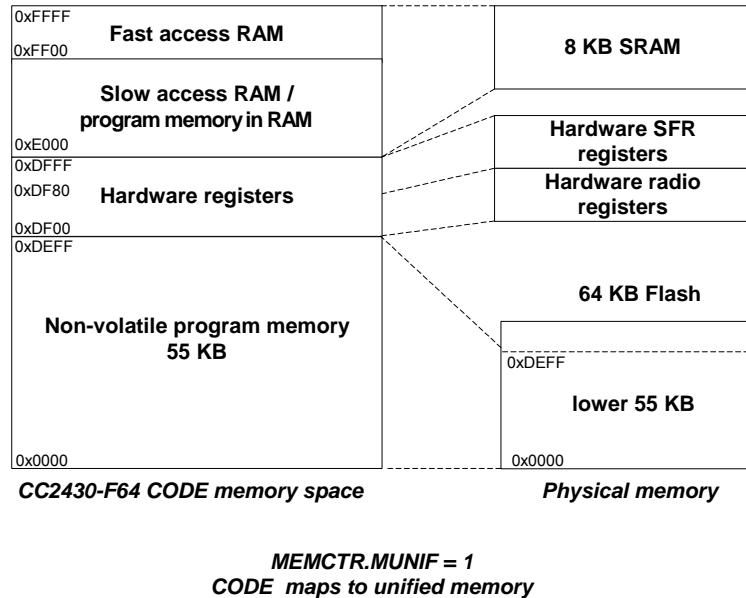 0xFFFF
Fast access RAM
0xFF00
Slow access RAM /
program memory in RAM
0xE000
0xDFFF
0xDF80
Hardware registers
0xDF00
0xDEFF
Non-volatile program memory
55 KB
0x0000
CC2430-F64 CODE memory space
8 KB SRAM
Hardware SFR
registers
Hardware radio
registers
64 KB Flash
0xDEFF
lower 55 KB
0x0000
Physical memory
MEMCTR.MUNIF = 1
CODE maps to unified memory